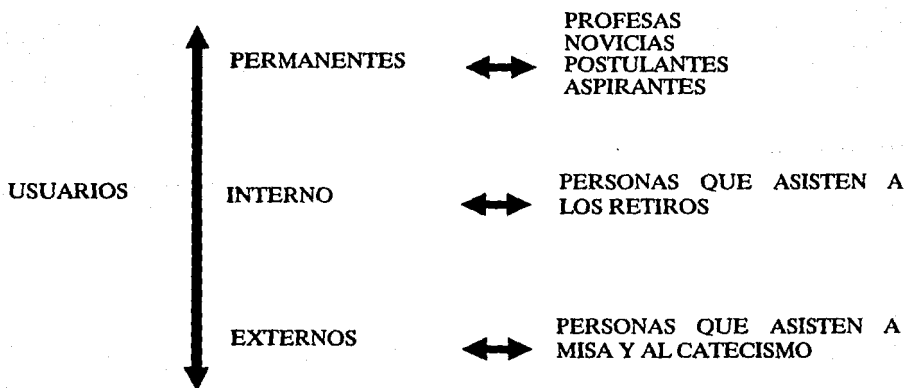 PROFESAS
NOVICIAS
PERMANENTES
POSTULANTES
ASPIRANTES
USUARIOS
INTERNO
PERSONAS QUE ASISTEN A
LOS RETIROS
EXTERNOS
PERSONAS QUE ASISTEN A
MISA Y AL CATECISMO